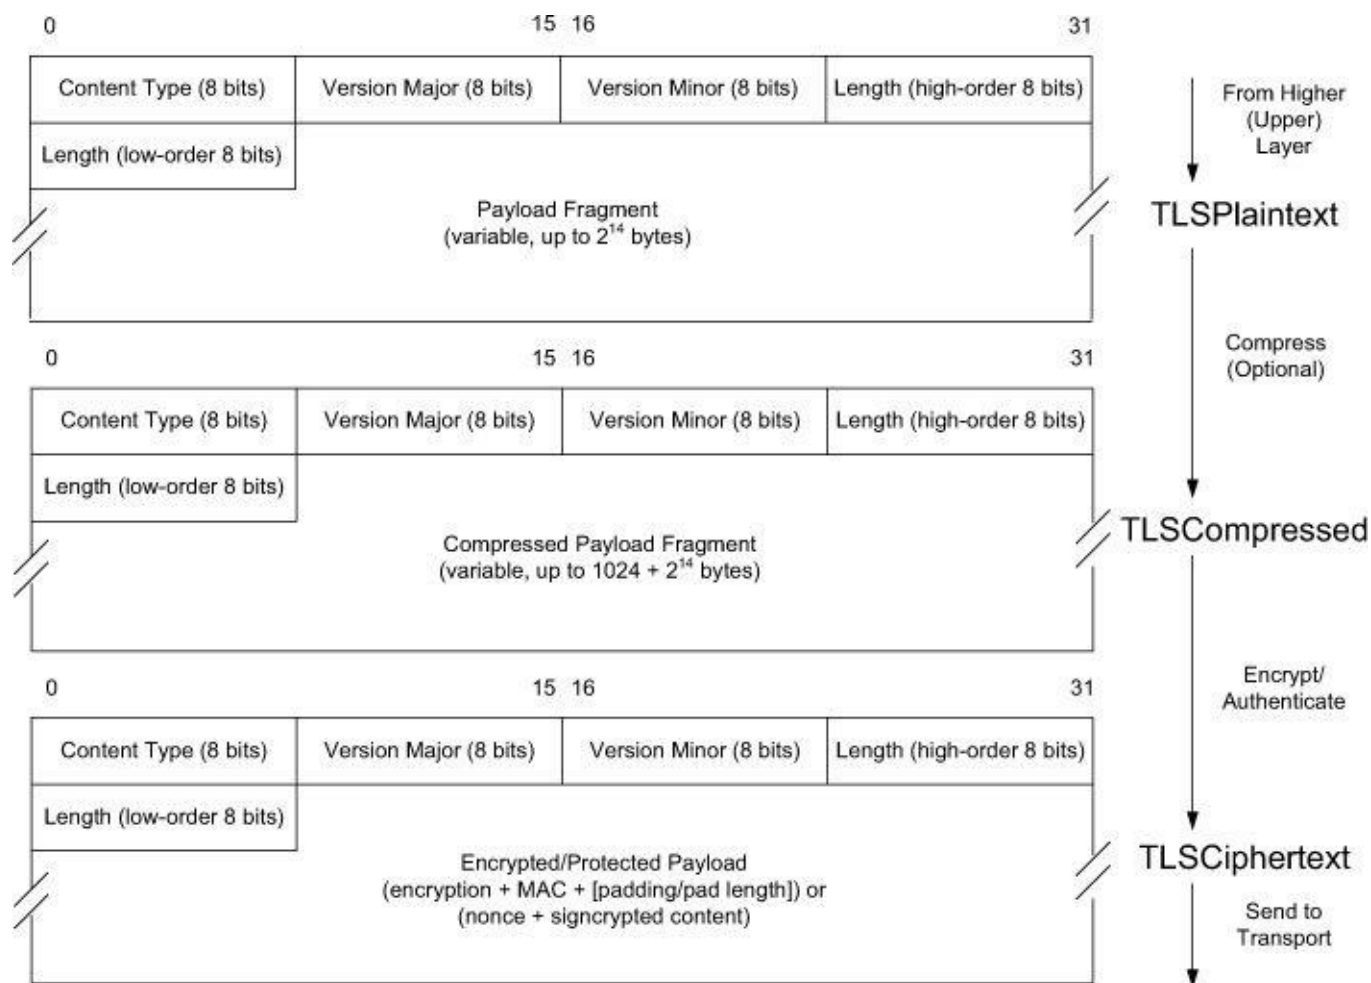 0 15 16 31
Content Type (8 bits) Version Major (8 bits) Version Minor (8 bits) Length (high-order 8 bits)
Length (low-order 8 bits)
Payload Fragment
(variable, up to 2¹⁴ bytes)
From Higher
(Upper)
Layer
TLSPlaintext
Compress
(Optional)
0 15 16 31
Content Type (8 bits) Version Major (8 bits) Version Minor (8 bits) Length (high-order 8 bits)
Length (low-order 8 bits)
Compressed Payload Fragment
(variable, up to 1024 + 2¹⁴ bytes)
TLSCompressed
Encrypt/
Authenticate
0 15 16 31
Content Type (8 bits) Version Major (8 bits) Version Minor (8 bits) Length (high-order 8 bits)
Length (low-order 8 bits)
Encrypted/Protected Payload
(encryption + MAC + [padding/pad length]) or
(nonce + signcrypted content)
TLSCiphertext
Send to
Transport